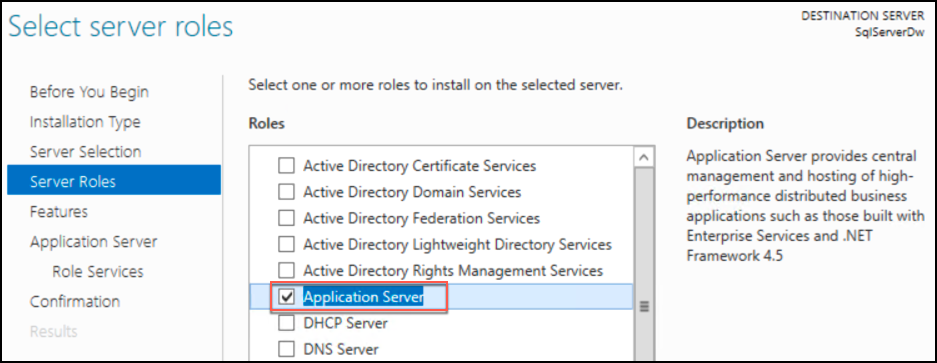 Select server roles
DESTINATION SERVER
SqlServerDw
Before You Begin
Installation Type
Server Selection
Server Roles
Features
Application Server
Role Services
Confirmation
Results
Select one or more roles to install on the selected server.
Roles
Active Directory Certificate Services
Active Directory Domain Services
Active Directory Federation Services
Active Directory Lightweight Directory Services
Active Directory Rights Management Services
Application Server
DHCP Server
DNS Server
Description
Application Server provides central
management and hosting of high-
performance distributed business
applications such as those built with
Enterprise Services and .NET
Framework 4.5